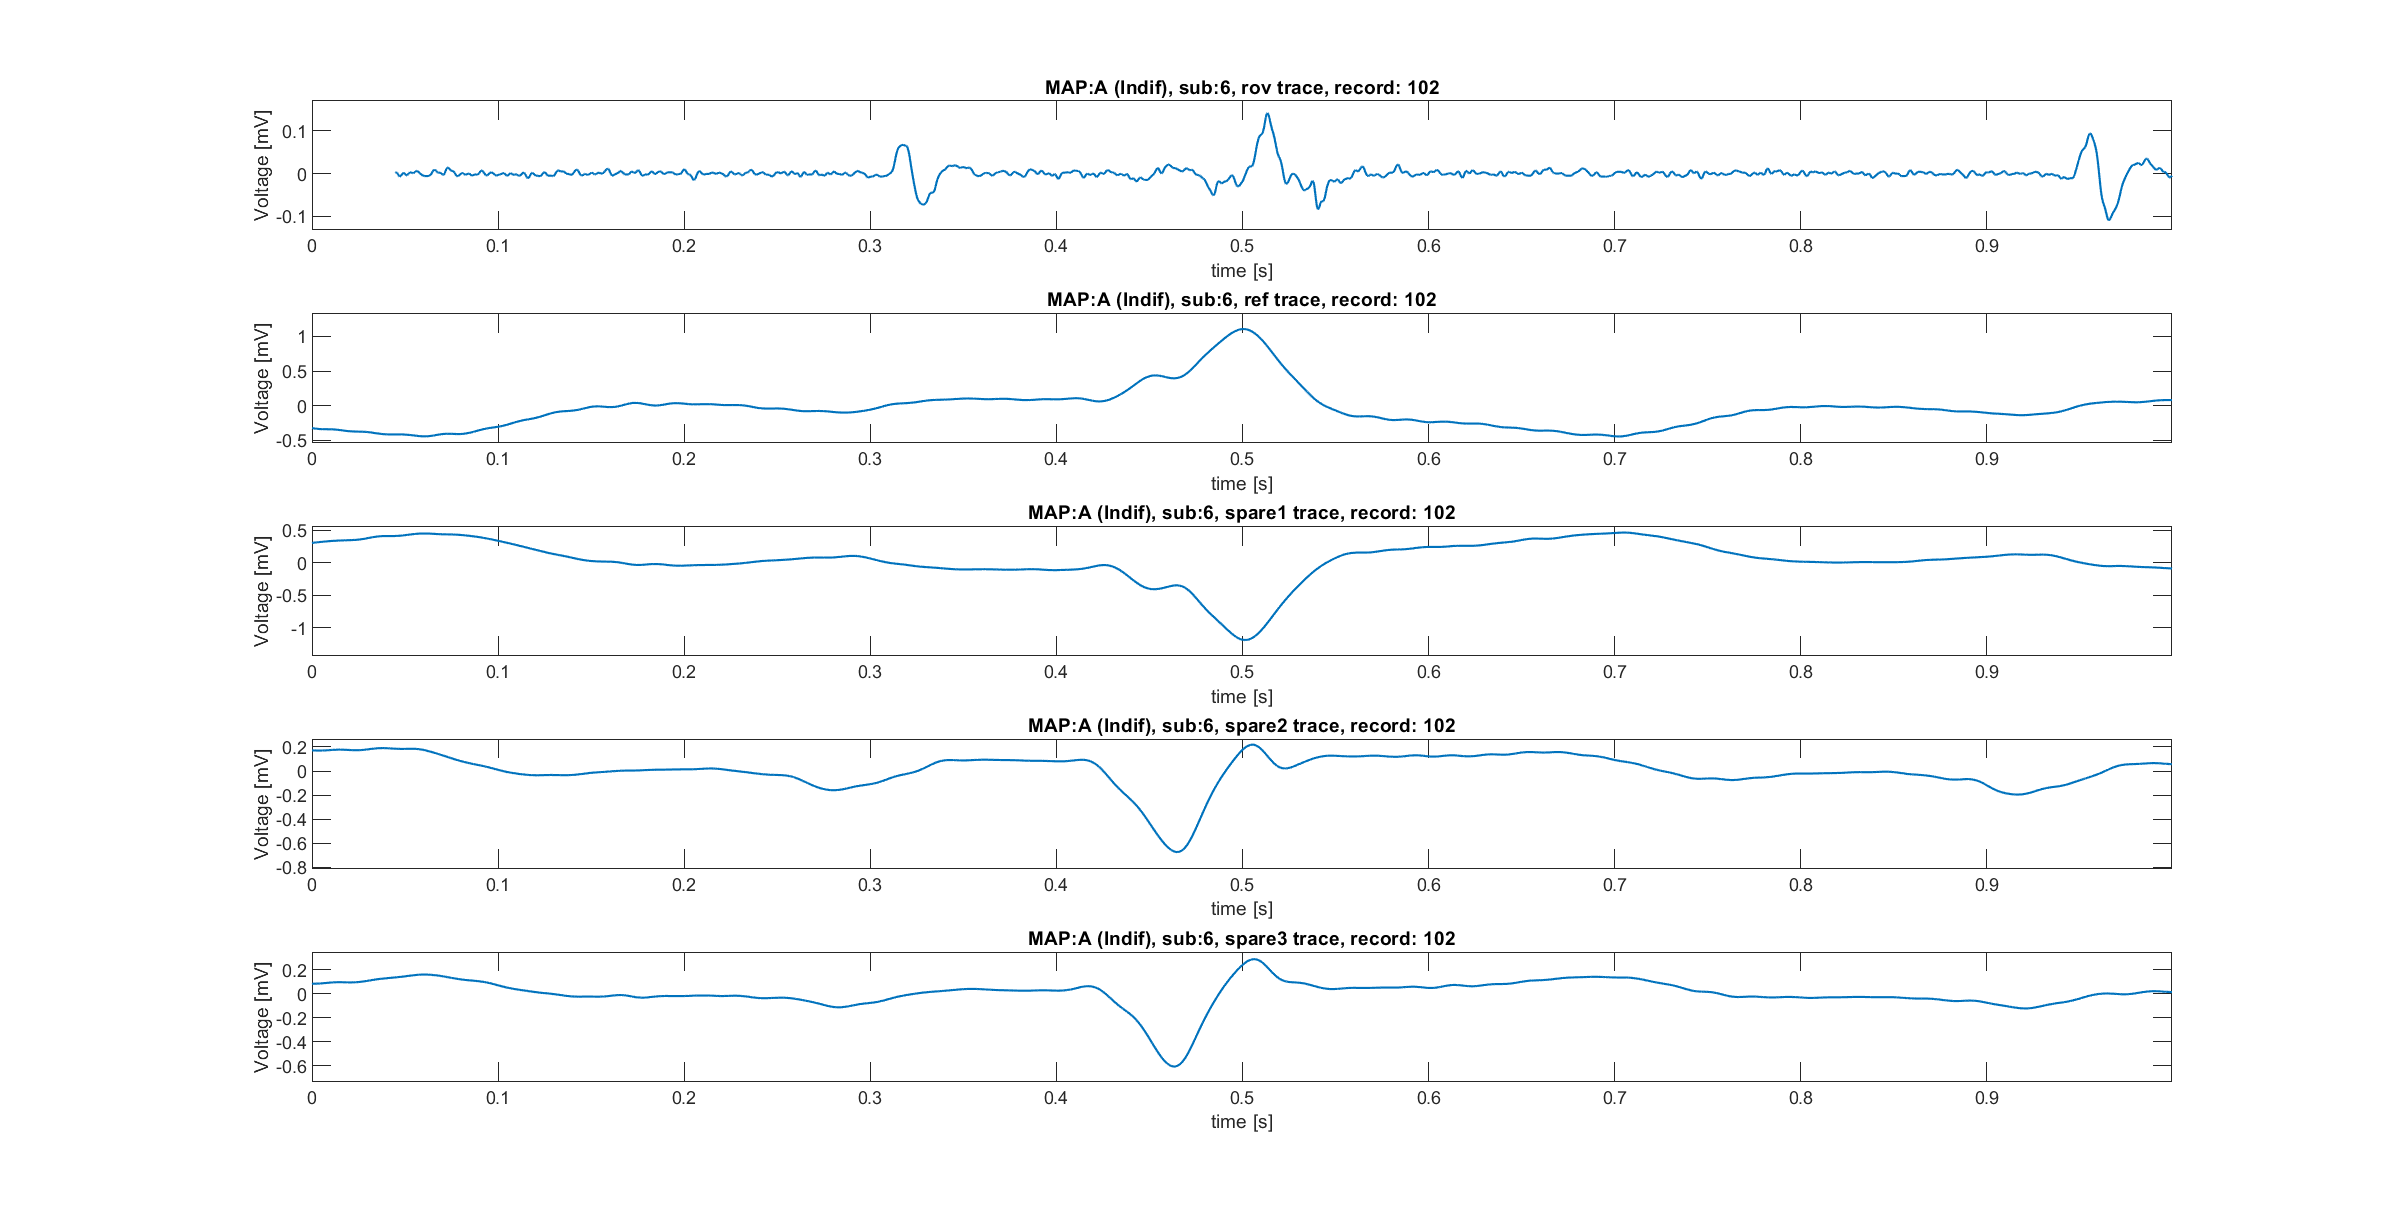 MAP:A (Indif), sub:6, rov trace, record: 102
Voltage [mV]
0.1
0
-0.1
0 0.1 0.2 0.3 0.4 0.5 0.6 0.7 0.8 0.9
time [s]
MAP:A (Indif), sub:6, ref trace, record: 102
Voltage [mV]
1
0.5
0
-0.5
0 0.1 0.2 0.3 0.4 0.5 0.6 0.7 0.8 0.9
time [s]
MAP:A (Indif), sub:6, spare1 trace, record: 102
Voltage [mV]
0.5
0
-0.5
-1
0 0.1 0.2 0.3 0.4 0.5 0.6 0.7 0.8 0.9
time [s]
MAP:A (Indif), sub:6, spare2 trace, record: 102
Voltage [mV]
0.2
0
-0.2
-0.4
-0.6
-0.8
0 0.1 0.2 0.3 0.4 0.5 0.6 0.7 0.8 0.9
time [s]
MAP:A (Indif), sub:6, spare3 trace, record: 102
Voltage [mV]
0.2
0
-0.2
-0.4
-0.6
0 0.1 0.2 0.3 0.4 0.5 0.6 0.7 0.8 0.9
time [s]